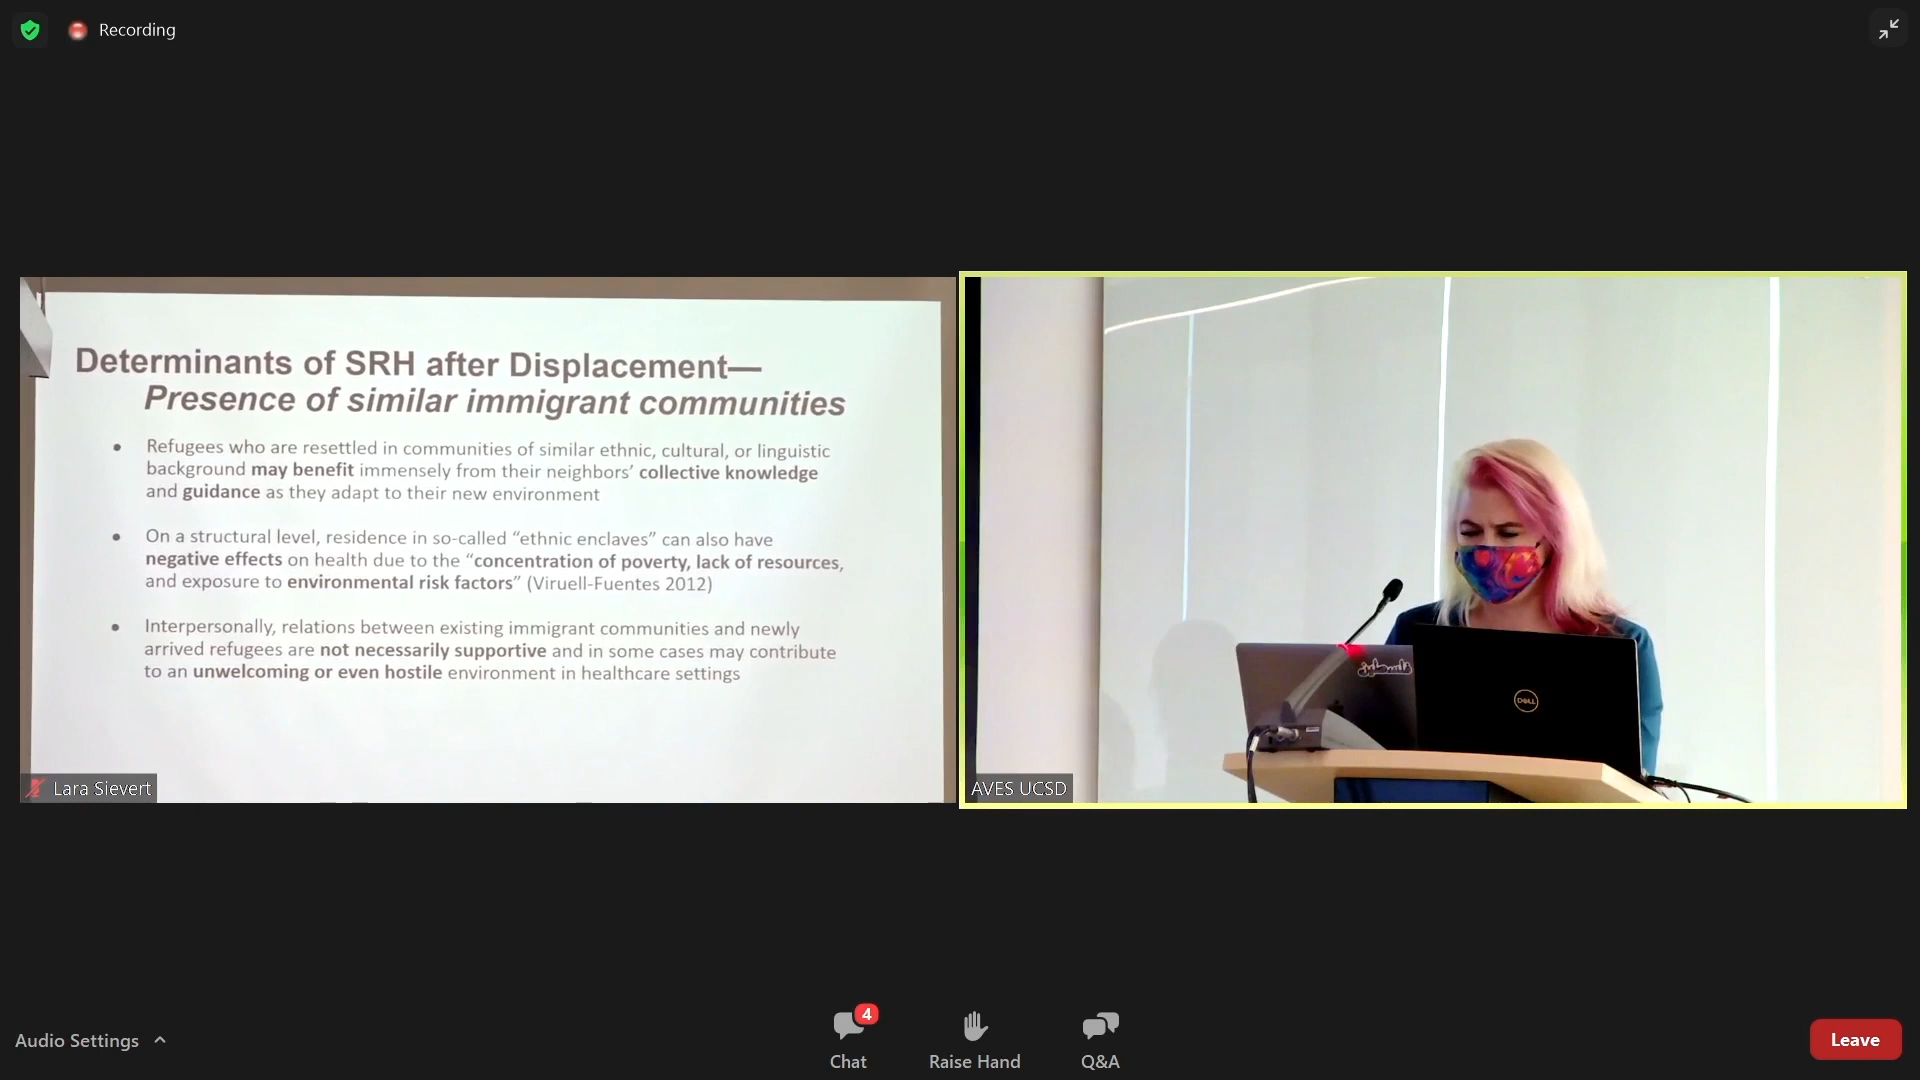 Recording
Determinants of SRH after Displacement—
Presence of similar immigrant communities
• Refugees who are resettled in communities of similar ethnic, cultural, or linguistic
background may benefit immensely from their neighbors’ collective knowledge
and guidance as they adapt to their new environment
• On a structural level, residence in so-called “ethnic enclaves” can also have
negative effects on health due to the “concentration of poverty, lack of resources,
and exposure to environmental risk factors” (Viruell-Fuentes 2012)
• Interpersonally, relations between existing immigrant communities and newly
arrived refugees are not necessarily supportive and in some cases may contribute
to an unwelcoming or even hostile environment in healthcare settings
Lara Sievert
DELL
AVES UCSD
Audio Settings
4
Chat
Raise Hand
Q&A
Leave